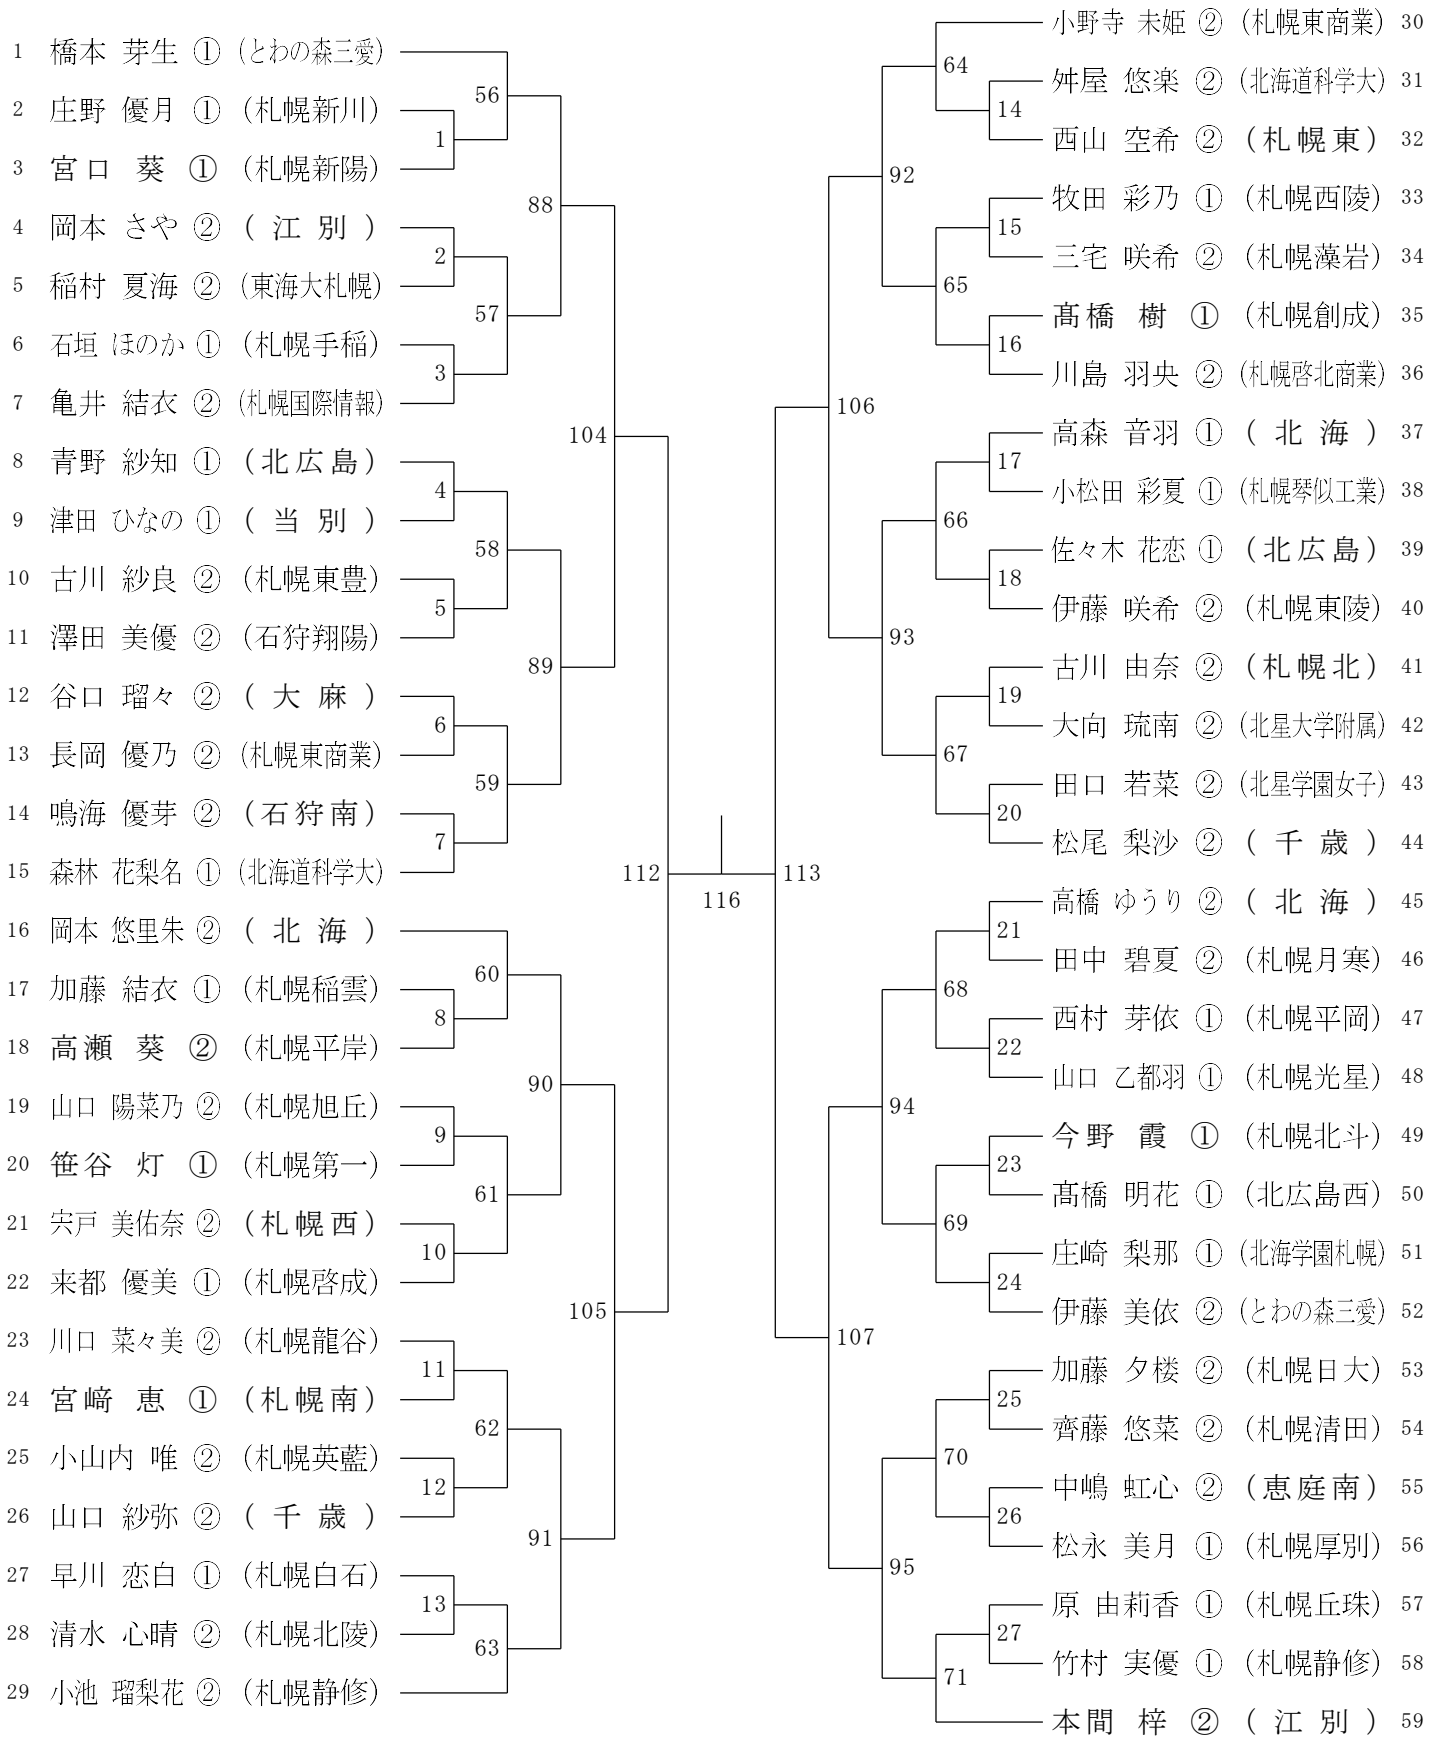 1 橋本 芽生 ① (とわの森三愛)
2 庄野 優月 ① (札幌新川)
3 宮口 葵 ① (札幌新陽)
4 岡本 さや ② (江別)
5 稲村 夏海 ② (東海大札幌)
6 石垣 ほのか ① (札幌手稲)
7 亀井 結衣 ② (札幌国際情報)
8 青野 紗知 ① (北広島)
9 津田 ひなの ① (当別)
10 古川 紗良 ② (札幌東豊)
11 澤田 美優 ② (石狩翔陽)
12 谷口 瑠々 ② (大麻)
13 長岡 優乃 ② (札幌東商業)
14 鳴海 優芽 ② (石狩南)
15 森林 花梨名 ① (北海道科学大)
16 岡本 悠里朱 ② (北海)
17 加藤 結衣 ① (札幌稲雲)
18 高瀬 葵 ② (札幌平岸)
19 山口 陽菜乃 ② (札幌旭丘)
20 笹谷 灯 ① (札幌第一)
21 宍戸 美佑奈 ② (札幌西)
22 来都 優美 ① (札幌啓成)
23 川口 菜々美 ② (札幌龍谷)
24 宮﨑 恵 ① (札幌南)
25 小山内 唯 ② (札幌英藍)
26 山口 紗弥 ② (千歳)
27 早川 恋白 ① (札幌白石)
28 清水 心晴 ② (札幌北陵)
29 小池 瑠梨花 ② (札幌静修)
1
2
3
4
5
6
7
8
9
10
11
12
13
56
57
58
59
60
61
62
63
88
89
90
91
104
105
112
116
113
106
107
92
93
94
95
64
65
66
67
68
69
70
71
14
15
16
17
18
19
20
21
22
23
24
25
26
27
小野寺 未姫 ② (札幌東商業) 30
舛屋 悠楽 ② (北海道科学大) 31
西山 空希 ② (札幌東) 32
牧田 彩乃 ① (札幌西陵) 33
三宅 咲希 ② (札幌藻岩) 34
髙橋 樹 ① (札幌創成) 35
川島 羽央 ② (札幌啓北商業) 36
高森 音羽 ① (北海) 37
小松田 彩夏 ① (札幌琴似工業) 38
佐々木 花恋 ① (北広島) 39
伊藤 咲希 ② (札幌東陵) 40
古川 由奈 ② (札幌北) 41
大向 琉南 ② (北星大学附属) 42
田口 若菜 ② (北星学園女子) 43
松尾 梨沙 ② (千歳) 44
高橋 ゆうり ② (北海) 45
田中 碧夏 ② (札幌月寒) 46
西村 芽依 ① (札幌平岡) 47
山口 乙都羽 ① (札幌光星) 48
今野 霞 ① (札幌北斗) 49
髙橋 明花 ① (北広島西) 50
庄崎 梨那 ① (北海学園札幌) 51
伊藤 美依 ② (とわの森三愛) 52
加藤 夕楼 ② (札幌日大) 53
齊藤 悠菜 ② (札幌清田) 54
中嶋 虹心 ② (恵庭南) 55
松永 美月 ① (札幌厚別) 56
原 由莉香 ① (札幌丘珠) 57
竹村 実優 ① (札幌静修) 58
本間 梓 ② (江別) 59